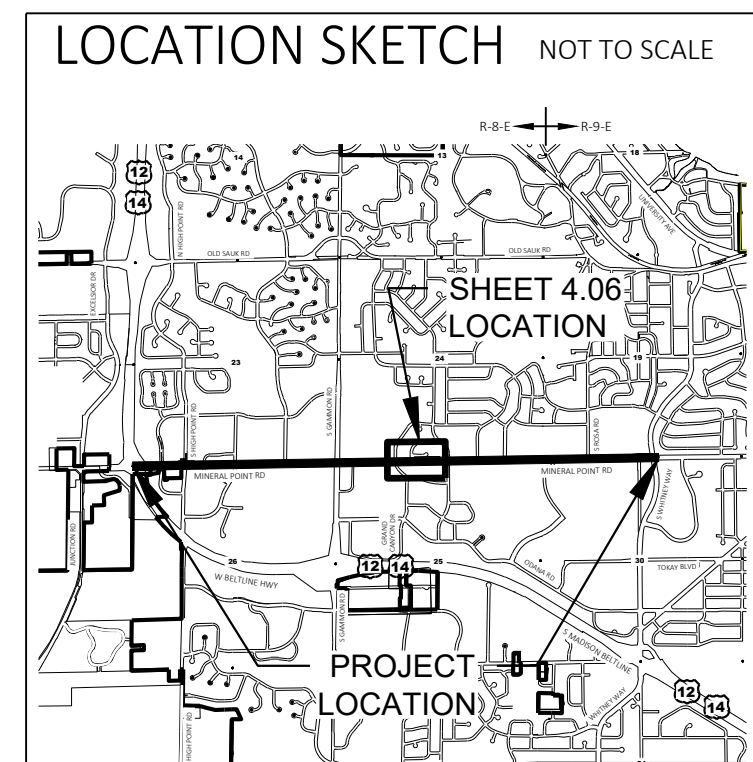 LOCATION SKETCH NOT TO SCALE
R-8-E R-9-E
14
13
18
12
14
N HIGH POINT RD
UNIVERSITY AVE
OLD SAUK RD
OLD SAUK RD
EXCELSIOR DR
SHEET 4.06
LOCATION
23
24
19
S HIGH POINT RD
S GAMMON RD
S ROSA RD
MINERAL POINT RD
MINERAL POINT RD
S WHITNEY WAY
JUNCTION RD
GRAND
CANYON DR
26
12
14
25
ODANA RD
30
TOKAY BLVD
W BELTLINE HWY
S GAMMON RD
S MADISON BELTLINE
PROJECT
LOCATION
WHITNEY WAY
12
14
HIGH POINT RD